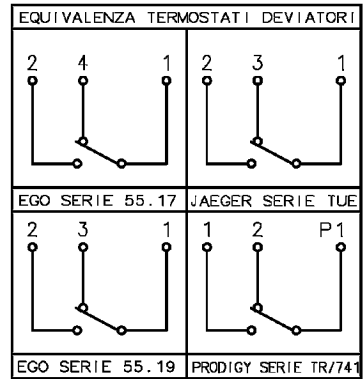 EQUIVALENZA TERMOSTATI DEVIATORI
2 4 1
2 3 1
EGO SERIE 55.17
JAEGER SERIE TUE
2 3 1
1 2 P1
EGO SERIE 55.19
PRODIGY SERIE TR/741